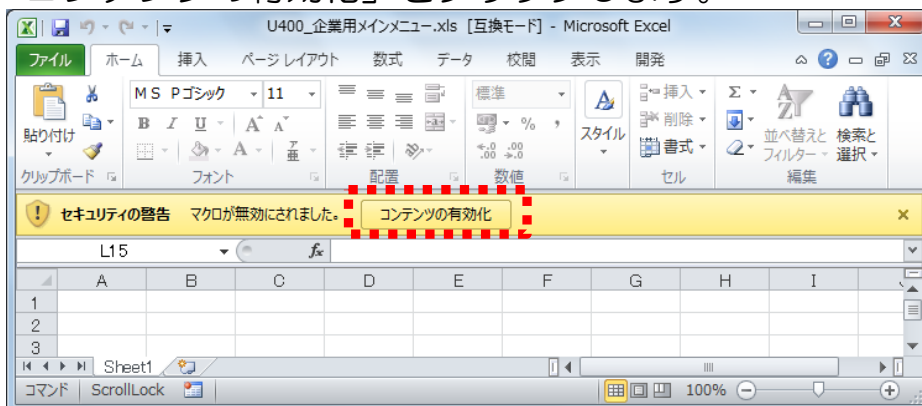 U400_企業用メインメニュー.xls [互換モード] - Microsoft Excel
ファイル ホーム 挿入 ページ レイアウト 数式 データ 校閲 表示 開発
MS Pゴシック 11 標準 挿入 Σ
貼り付け B I U A A % , スタイル 削除 並べ替えと 検索と
A 亜 .0 .00 .00 .0 書式 フィルター 選択
クリップボード フォント 配置 数値 セル 編集
セキュリティの警告 マクロが無効にされました。 コンテンツの有効化
L15 fx
A B C D E F G H I
1
2
3
Sheet1
コマンド ScrollLock 100%